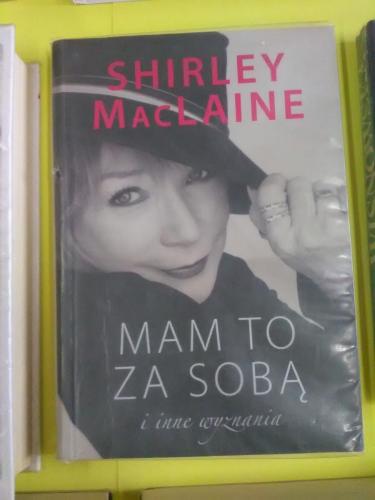 SHIRLEY
MACLAINE
MAM TO
ZA SOBĄ
i inne wyznania